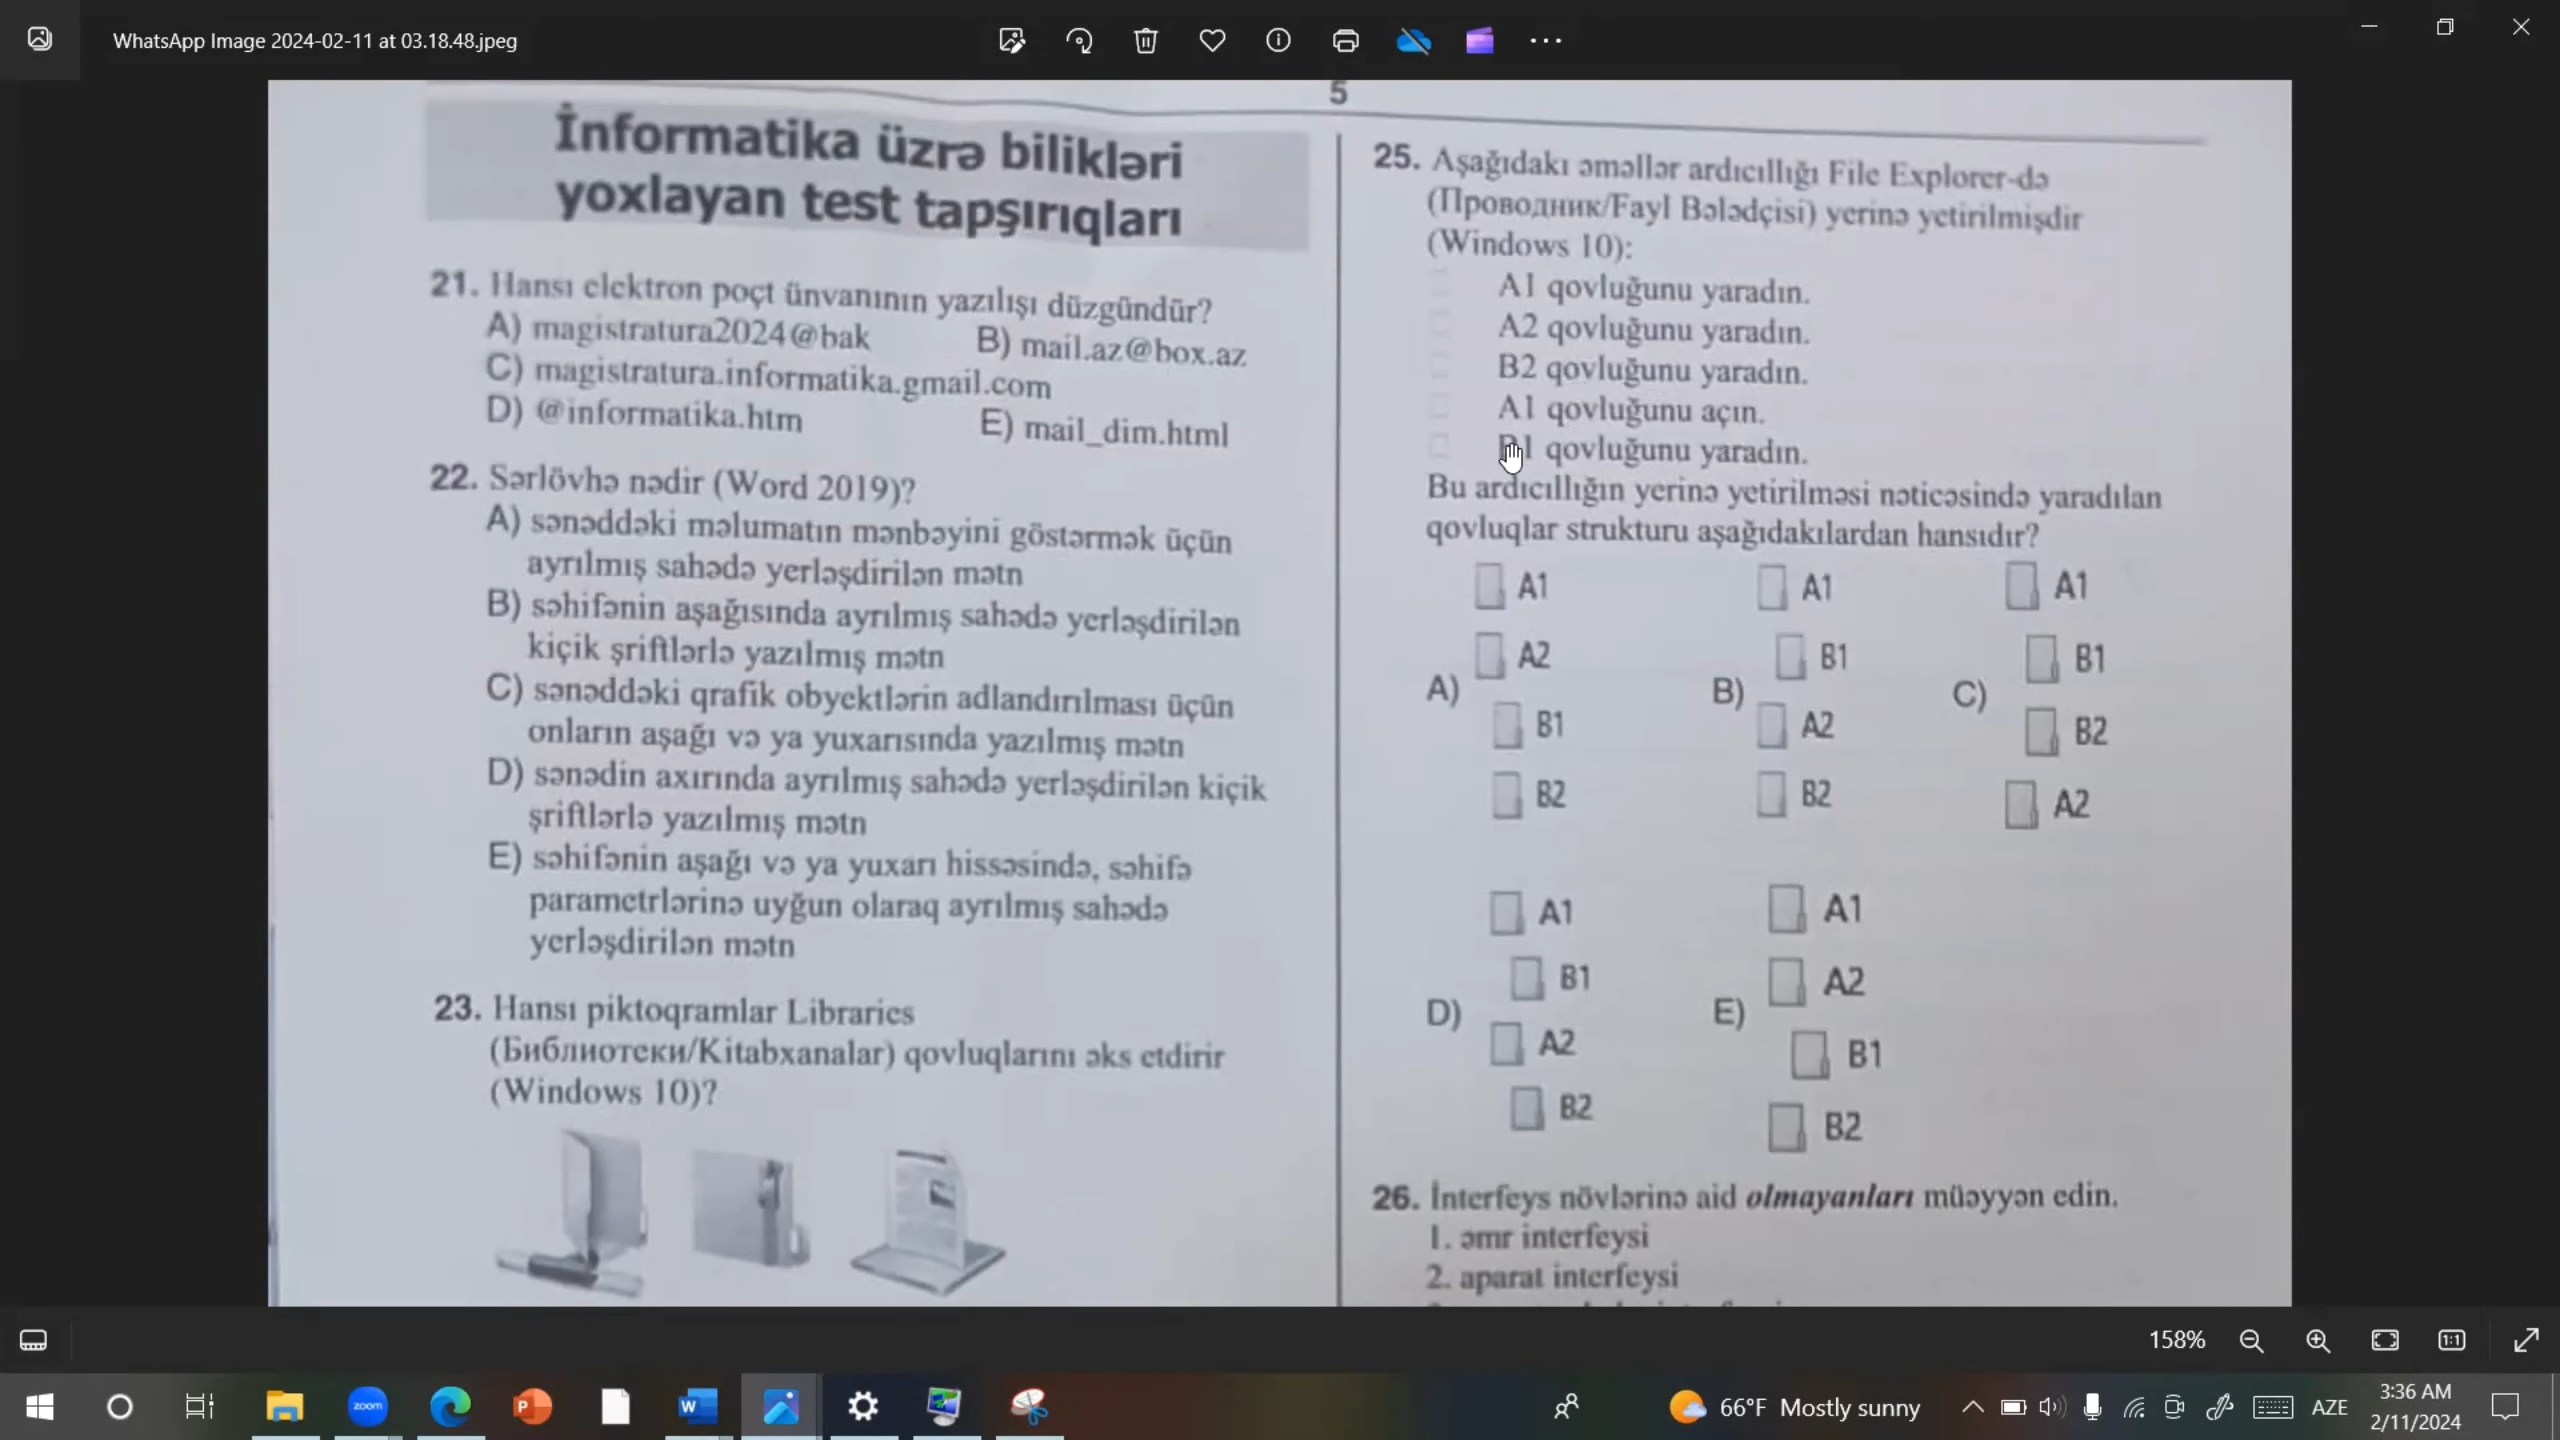 WhatsApp Image 2024-02-11 at 03.18.48.jpeg
5
İnformatika üzrə bilikləri
yoxlayan test tapşırıqları
21. Hansı elektron poçt ünvanının yazılışı düzgündür?
A) magistratura2024@bak B) mail.az@box.az
C) magistratura.informatika.gmail.com
D) @informatika.htm E) mail_dim.html
22. Sərlövhə nədir (Word 2019)?
A) sənəddəki məlumatın mənbəyini göstərmək üçün
ayrılmış sahədə yerləşdirilən mətn
B) səhifənin aşağısında ayrılmış sahədə yerləşdirilən
kiçik şriftlərlə yazılmış mətn
C) sənəddəki qrafik obyektlərin adlandırılması üçün
onların aşağı və ya yuxarısında yazılmış mətn
D) sənədin axırında ayrılmış sahədə yerləşdirilən kiçik
şriftlərlə yazılmış mətn
E) səhifənin aşağı və ya yuxarı hissəsində, səhifə
parametrlərinə uyğun olaraq ayrılmış sahədə
yerləşdirilən mətn
23. Hansı piktoqramlar Libraries
(Библиотеки/Kitabxanalar) qovluqlarını əks etdirir
(Windows 10)?
25. Aşağıdakı əməllər ardıcıllığı File Explorer-də
(Проводник/Fayl Bələdçisi) yerinə yetirilmişdir
(Windows 10):
A1 qovluğunu yaradın.
A2 qovluğunu yaradın.
B2 qovluğunu yaradın.
A1 qovluğunu açın.
B1 qovluğunu yaradın.
Bu ardıcıllığın yerinə yetirilməsi nəticəsində yaradılan
qovluqlar strukturu aşağıdakılardan hansıdır?
A)
A1
A2
B1
B2
B)
A1
B1
A2
B2
C)
A1
B1
B2
A2
D)
A1
B1
A2
B2
E)
A1
A2
B1
B2
26. İnterfeys növlərinə aid olmayanları müəyyən edin.
1. əmr interfeysi
2. aparat interfeysi
158%
1:1
zoom
66°F Mostly sunny
AZE
3:36 AM
2/11/2024